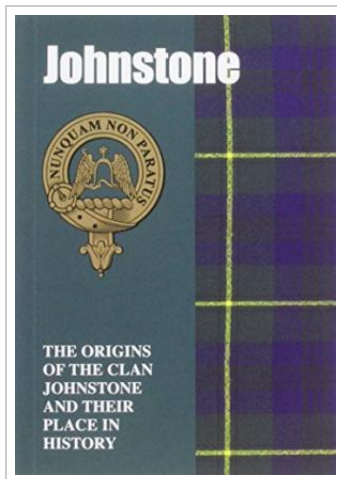 Johnstone
NUNQUAM NON PARATUS
THE ORIGINS
OF THE CLAN
JOHNSTONE
AND THEIR
PLACE IN
HISTORY